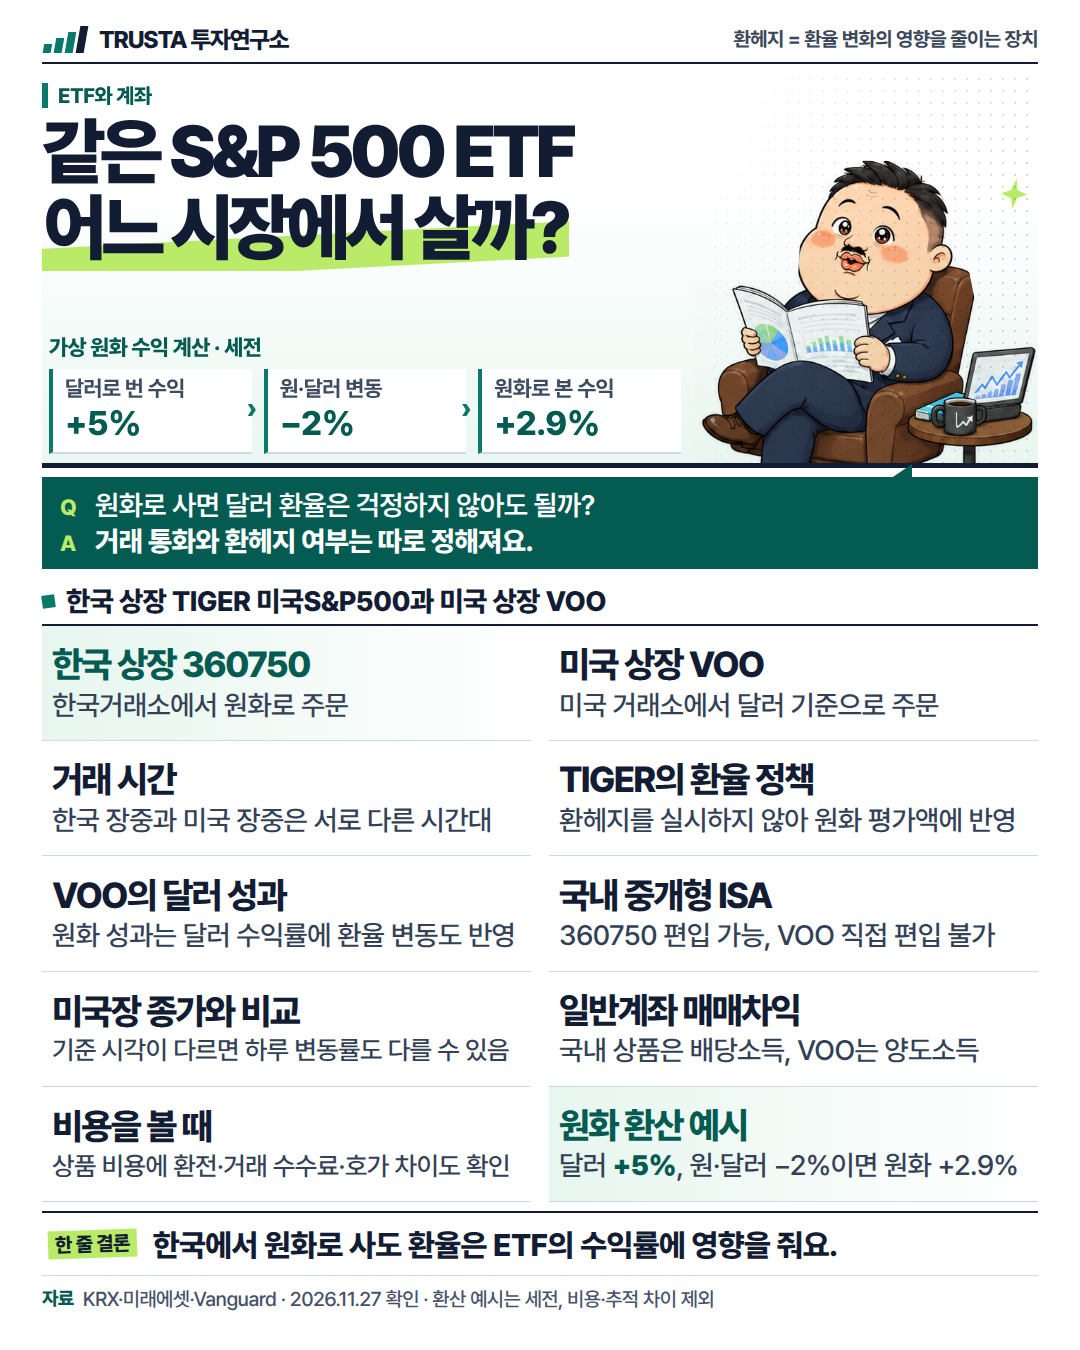 TRUSTA 투자연구소
환헤지 = 환율 변화의 영향을 줄이는 장치
ETF와 계좌
같은 S&P 500 ETF
어느 시장에서 살까?
가상 원화 수익 계산 · 세전
달러로 번 수익
+5%
›
원·달러 변동
−2%
›
원화로 본 수익
+2.9%
Q 원화로 사면 달러 환율은 걱정하지 않아도 될까?
A 거래 통화와 환헤지 여부는 따로 정해져요.
한국 상장 TIGER 미국S&P500과 미국 상장 VOO
한국 상장 360750
한국거래소에서 원화로 주문
미국 상장 VOO
미국 거래소에서 달러 기준으로 주문
거래 시간
한국 장중과 미국 장중은 서로 다른 시간대
TIGER의 환율 정책
환헤지를 실시하지 않아 원화 평가액에 반영
VOO의 달러 성과
원화 성과는 달러 수익률에 환율 변동도 반영
국내 중개형 ISA
360750 편입 가능, VOO 직접 편입 불가
미국장 종가와 비교
기준 시각이 다르면 하루 변동률도 다를 수 있음
일반계좌 매매차익
국내 상품은 배당소득, VOO는 양도소득
비용을 볼 때
상품 비용에 환전·거래 수수료·호가 차이도 확인
원화 환산 예시
달러 +5%, 원·달러 −2%이면 원화 +2.9%
한 줄 결론 한국에서 원화로 사도 환율은 ETF의 수익률에 영향을 줘요.
자료 KRX·미래에셋·Vanguard · 2026.11.27 확인 · 환산 예시는 세전, 비용·추적 차이 제외